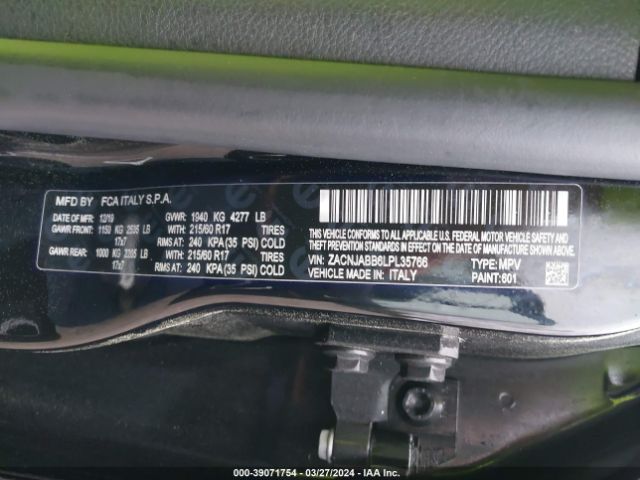 MFD BY FCA ITALY S.P.A.
DATE OF MFR: 12/19 GVWR: 1940 KG 4277 LB
GAWR FRONT: 1150 KG 2535 LB WITH: 215/60 R17 TIRES
17x7 RIMS AT: 240 KPA(35 PSI) COLD
GAWR REAR: 1000 KG 2205 LB WITH: 215/60 R17 TIRES
17x7 RIMS AT: 240 KPA(35 PSI) COLD
THIS VEHICLE CONFORMS TO ALL APPLICABLE U.S. FEDERAL MOTOR VEHICLE
SAFETY, BUMPER, AND THEFT PREVENTION STANDARDS IN EFFECT ON THE DATE OF
MANUFACTURE SHOWN ABOVE.
VIN: ZACNJABB6LPL35766 TYPE: MPV
VEHICLE MADE IN: ITALY PAINT: 601
000-39071754 - 03/27/2024 - IAAI.COM